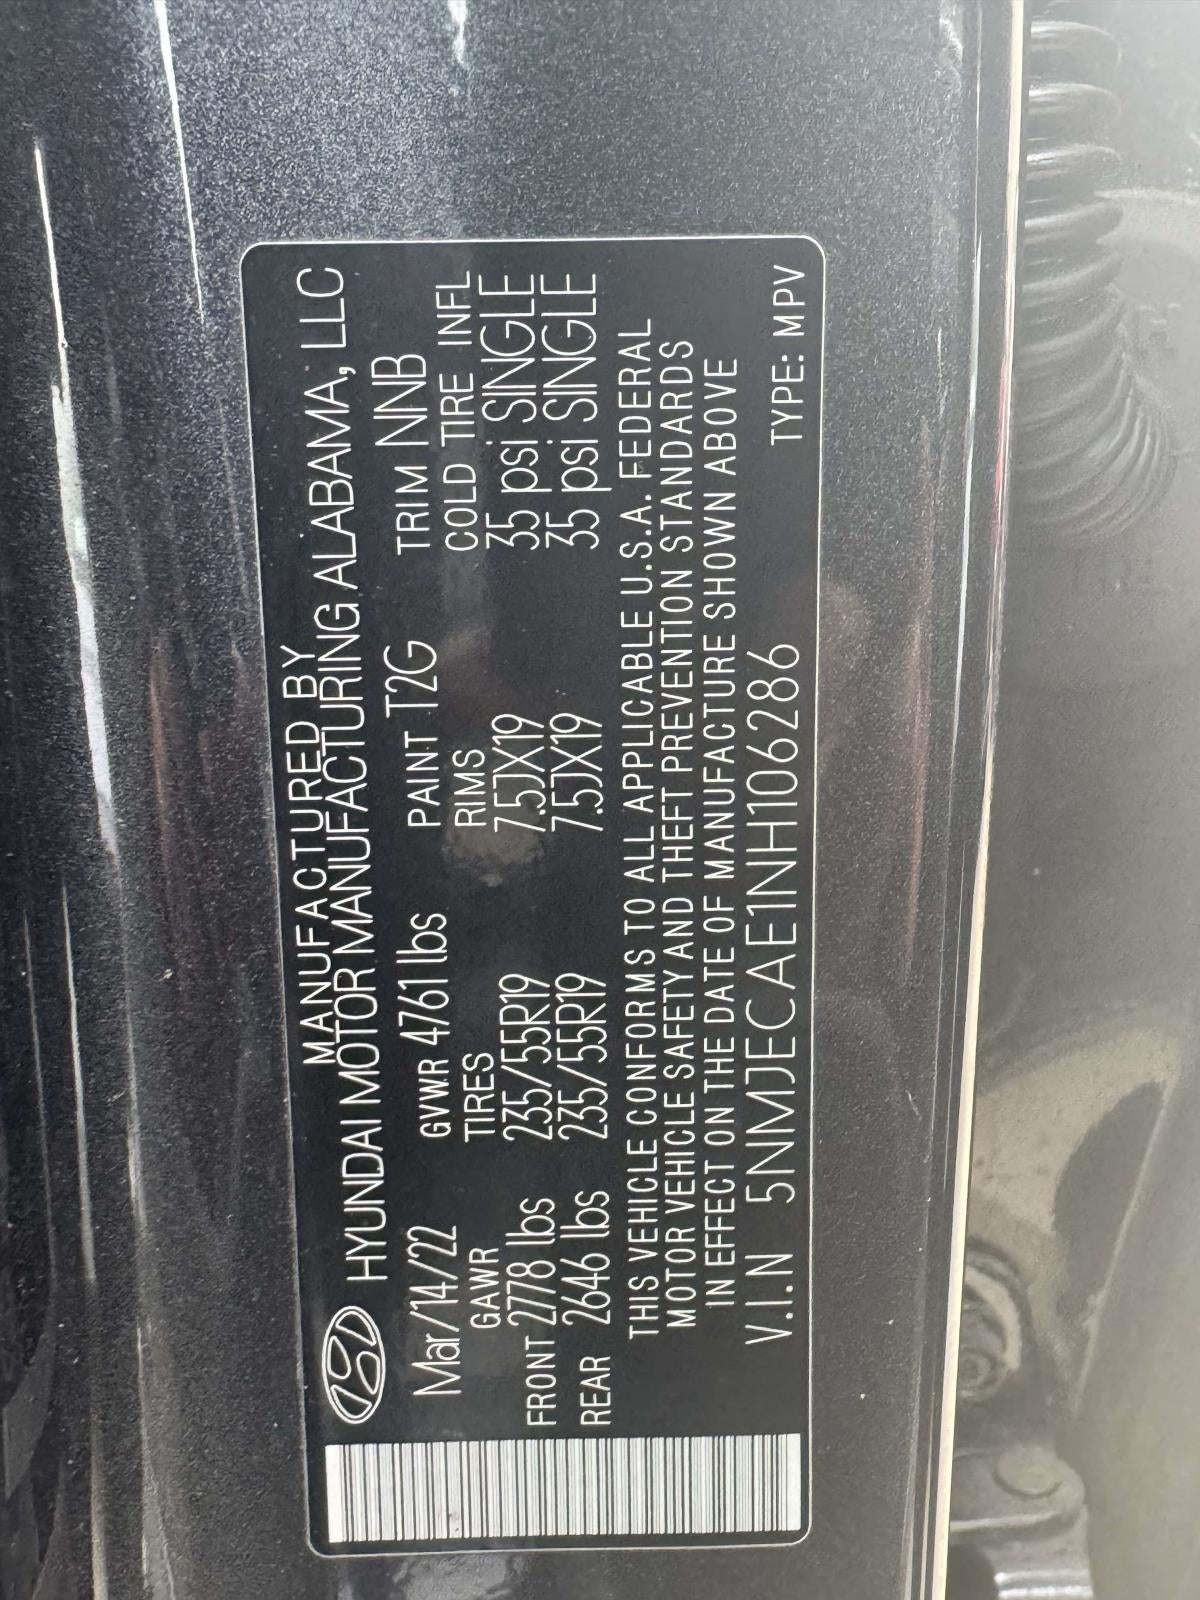 MANUFACTURED BY
HYUNDAI MOTOR MANUFACTURING ALABAMA, LLC
Mar/14/22 GVWR 4761 lbs PAINT T2G TRIM NNB
GAWR TIRES RIMS COLD TIRE INFL
FRONT 2778 lbs 235/55R19 7.5JX19 35 psi SINGLE
REAR 2646 lbs 235/55R19 7.5JX19 35 psi SINGLE
THIS VEHICLE CONFORMS TO ALL APPLICABLE U.S.A. FEDERAL
MOTOR VEHICLE SAFETY AND THEFT PREVENTION STANDARDS
IN EFFECT ON THE DATE OF MANUFACTURE SHOWN ABOVE
V.I.N 5NMJECAE1NH106286 TYPE: MPV